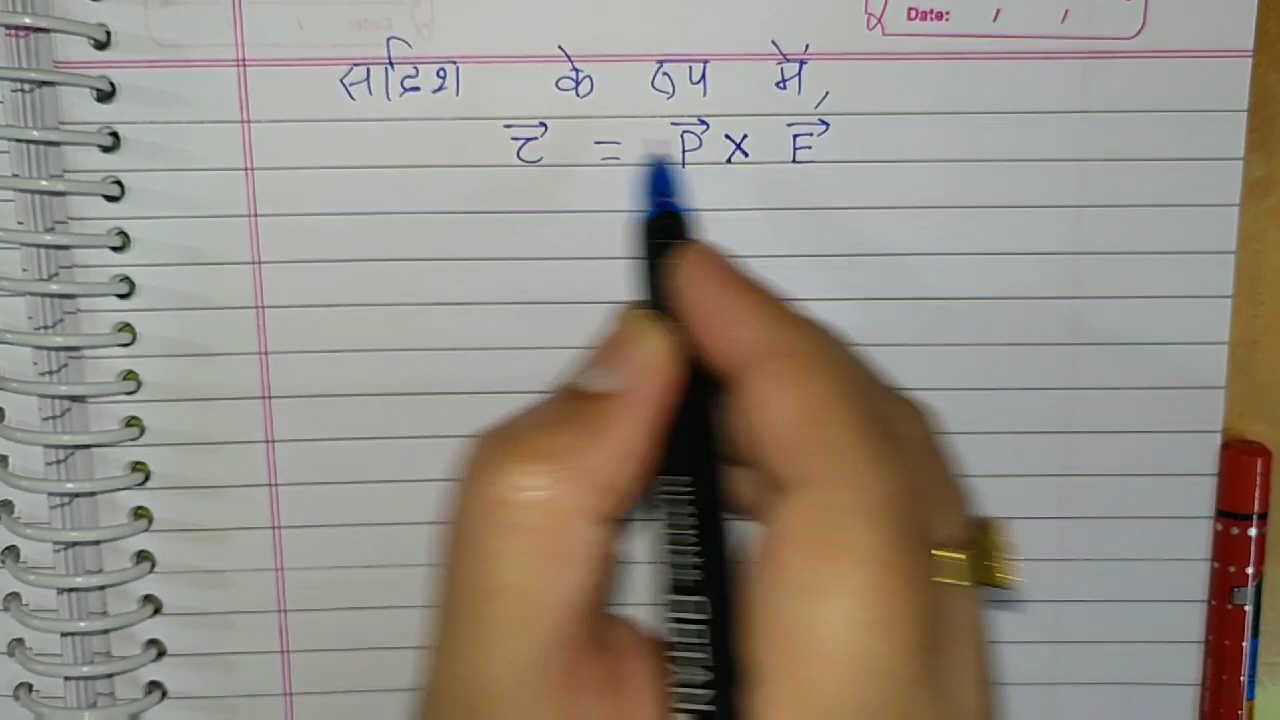 Date: / /
सदिश के रूप में,
τ⃗ = P⃗ × E⃗